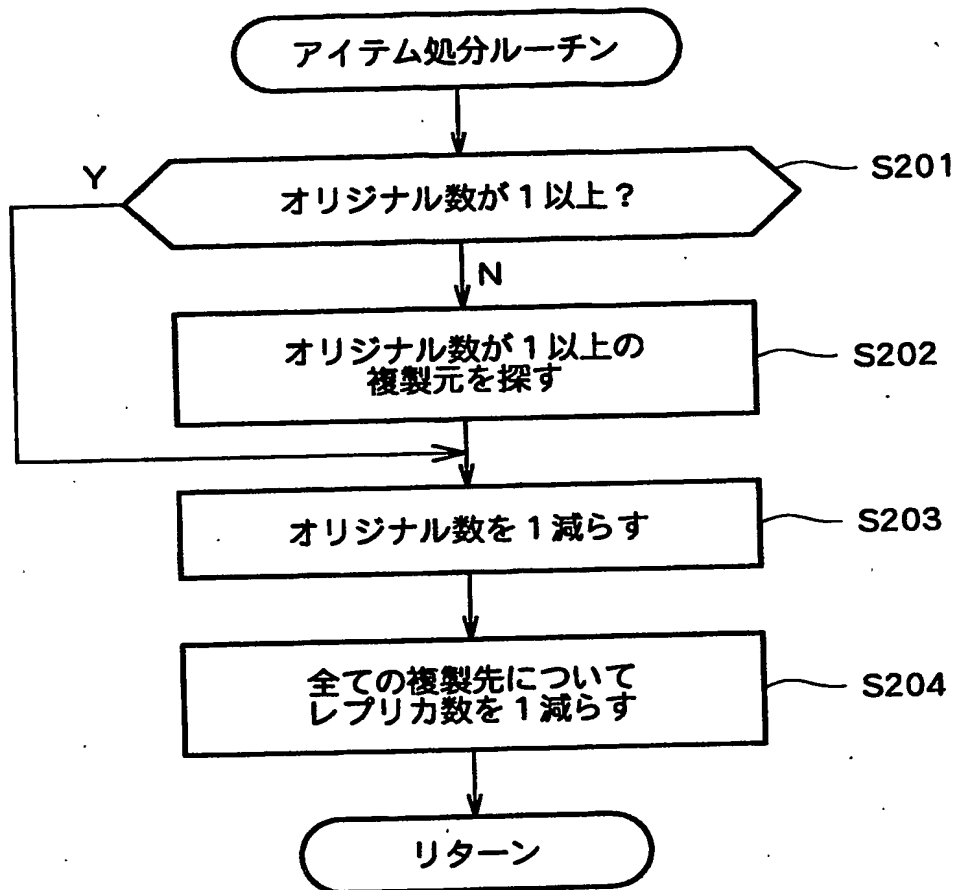 アイテム処分ルーチン
Y
オリジナル数が1以上?
S201
N
オリジナル数が1以上の
複製元を探す
S202
オリジナル数を1減らす
S203
全ての複製先について
レプリカ数を1減らす
S204
リターン